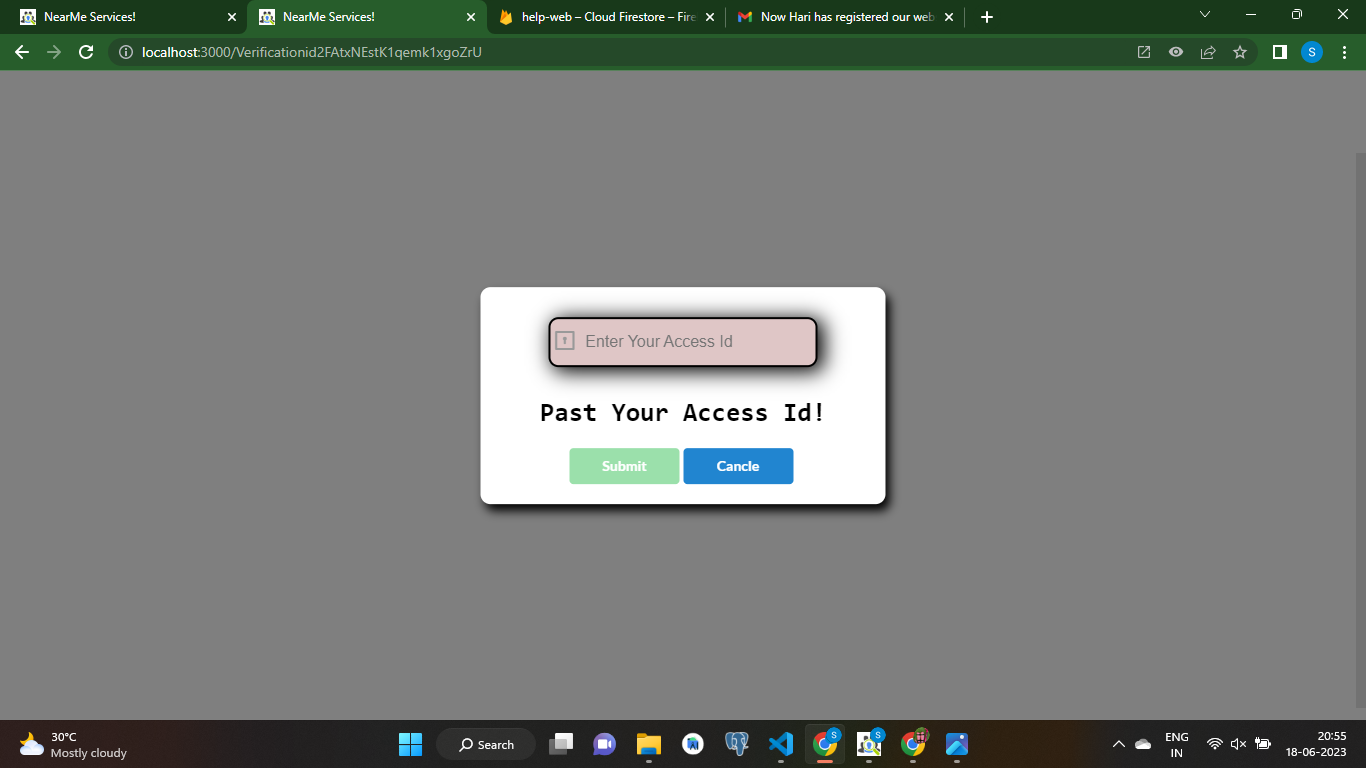 NearMe Services!
NearMe Services!
help-web – Cloud Firestore – Fire
Now Hari has registered our web
localhost:3000/Verificationid2FAtxNEstK1qemk1xgoZrU
S
Enter Your Access Id
Past Your Access Id!
Submit
Cancle
30°C
Mostly cloudy
Search
S
S
ENG
IN
20:55
18-06-2023